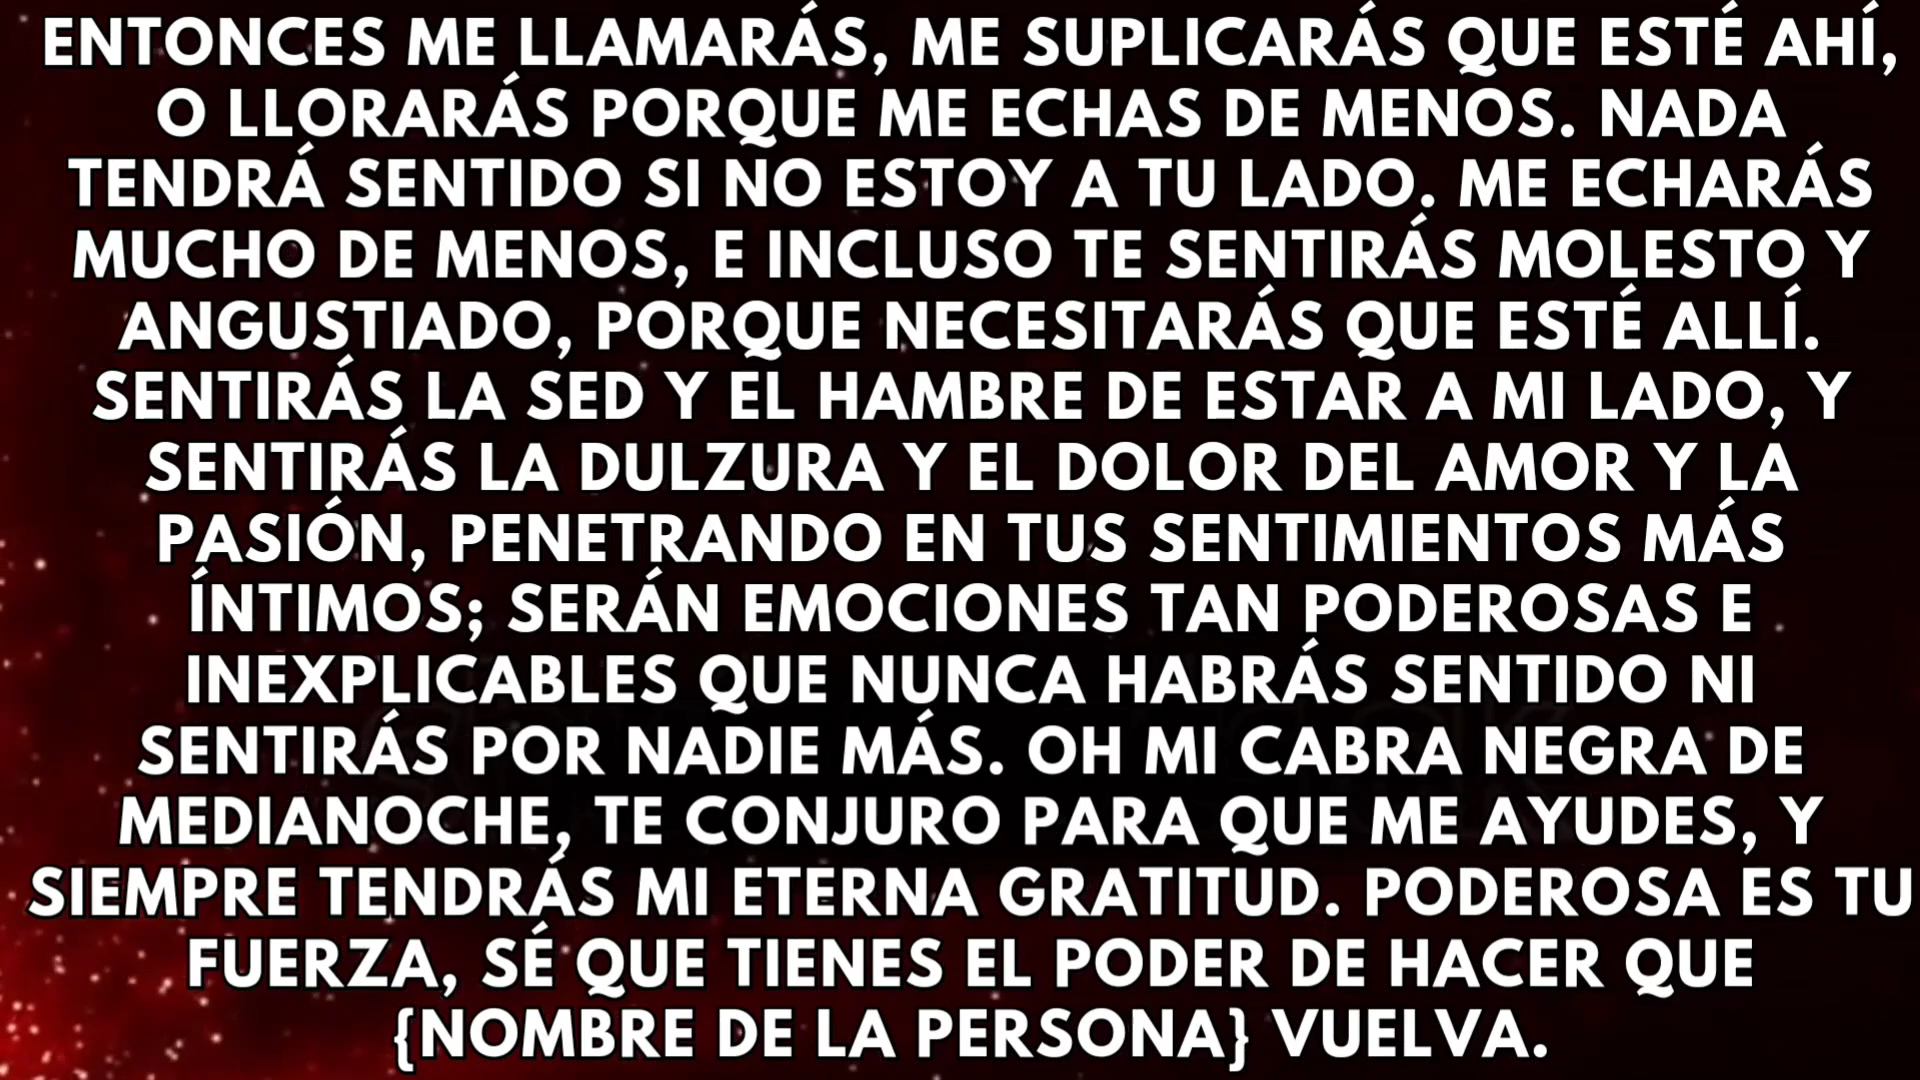 ENTONCES ME LLAMARÁS, ME SUPLICARÁS QUE ESTÉ AHÍ,
O LLORARÁS PORQUE ME ECHAS DE MENOS. NADA
TENDRÁ SENTIDO SI NO ESTOY A TU LADO. ME ECHARÁS
MUCHO DE MENOS, E INCLUSO TE SENTIRÁS MOLESTO Y
ANGUSTIADO, PORQUE NECESITARÁS QUE ESTÉ ALLÍ.
SENTIRÁS LA SED Y EL HAMBRE DE ESTAR A MI LADO, Y
SENTIRÁS LA DULZURA Y EL DOLOR DEL AMOR Y LA
PASIÓN, PENETRANDO EN TUS SENTIMIENTOS MÁS
ÍNTIMOS; SERÁN EMOCIONES TAN PODEROSAS E
INEXPLICABLES QUE NUNCA HABRÁS SENTIDO NI
SENTIRÁS POR NADIE MÁS. OH MI CABRA NEGRA DE
MEDIANOCHE, TE CONJURO PARA QUE ME AYUDES, Y
SIEMPRE TENDRÁS MI ETERNA GRATITUD. PODEROSA ES TU
FUERZA, SÉ QUE TIENES EL PODER DE HACER QUE
{NOMBRE DE LA PERSONA} VUELVA.